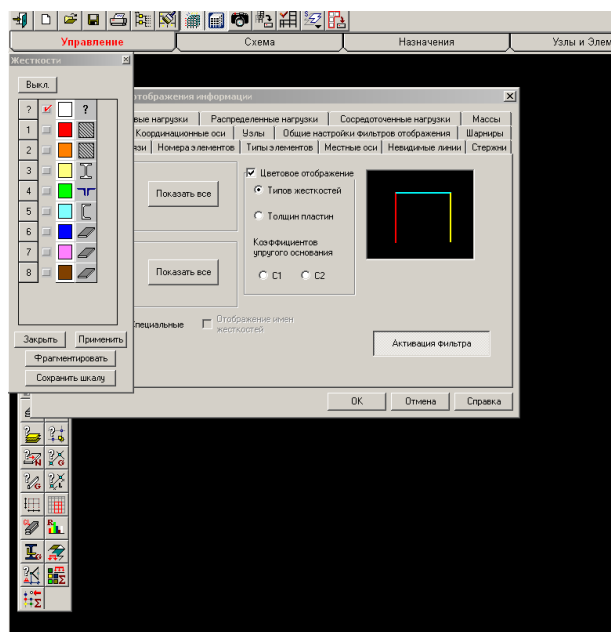 Управление Схема Назначения Узлы и Элем
Жесткости
отображения информации
Выкл.
вые нагрузки Распределенные нагрузки Сосредоточенные нагрузки Массы
Координационные оси Узлы Общие настройки фильтров отображения Шарниры
язи Номера элементов Типы элементов Местные оси Невидимые линии Стержни
? ?
1
2
3
4
5
6
7
8
Показать все
Цветовое отображение
Типов жесткостей
Толщин пластин
Коэффициентов
упругого основания
C1 C2
Показать все
Специальные
Отображение имен
жесткостей
Активация фильтра
Закрыть Применить
Фрагментировать
Сохранить шкалу
OK Отмена Справка